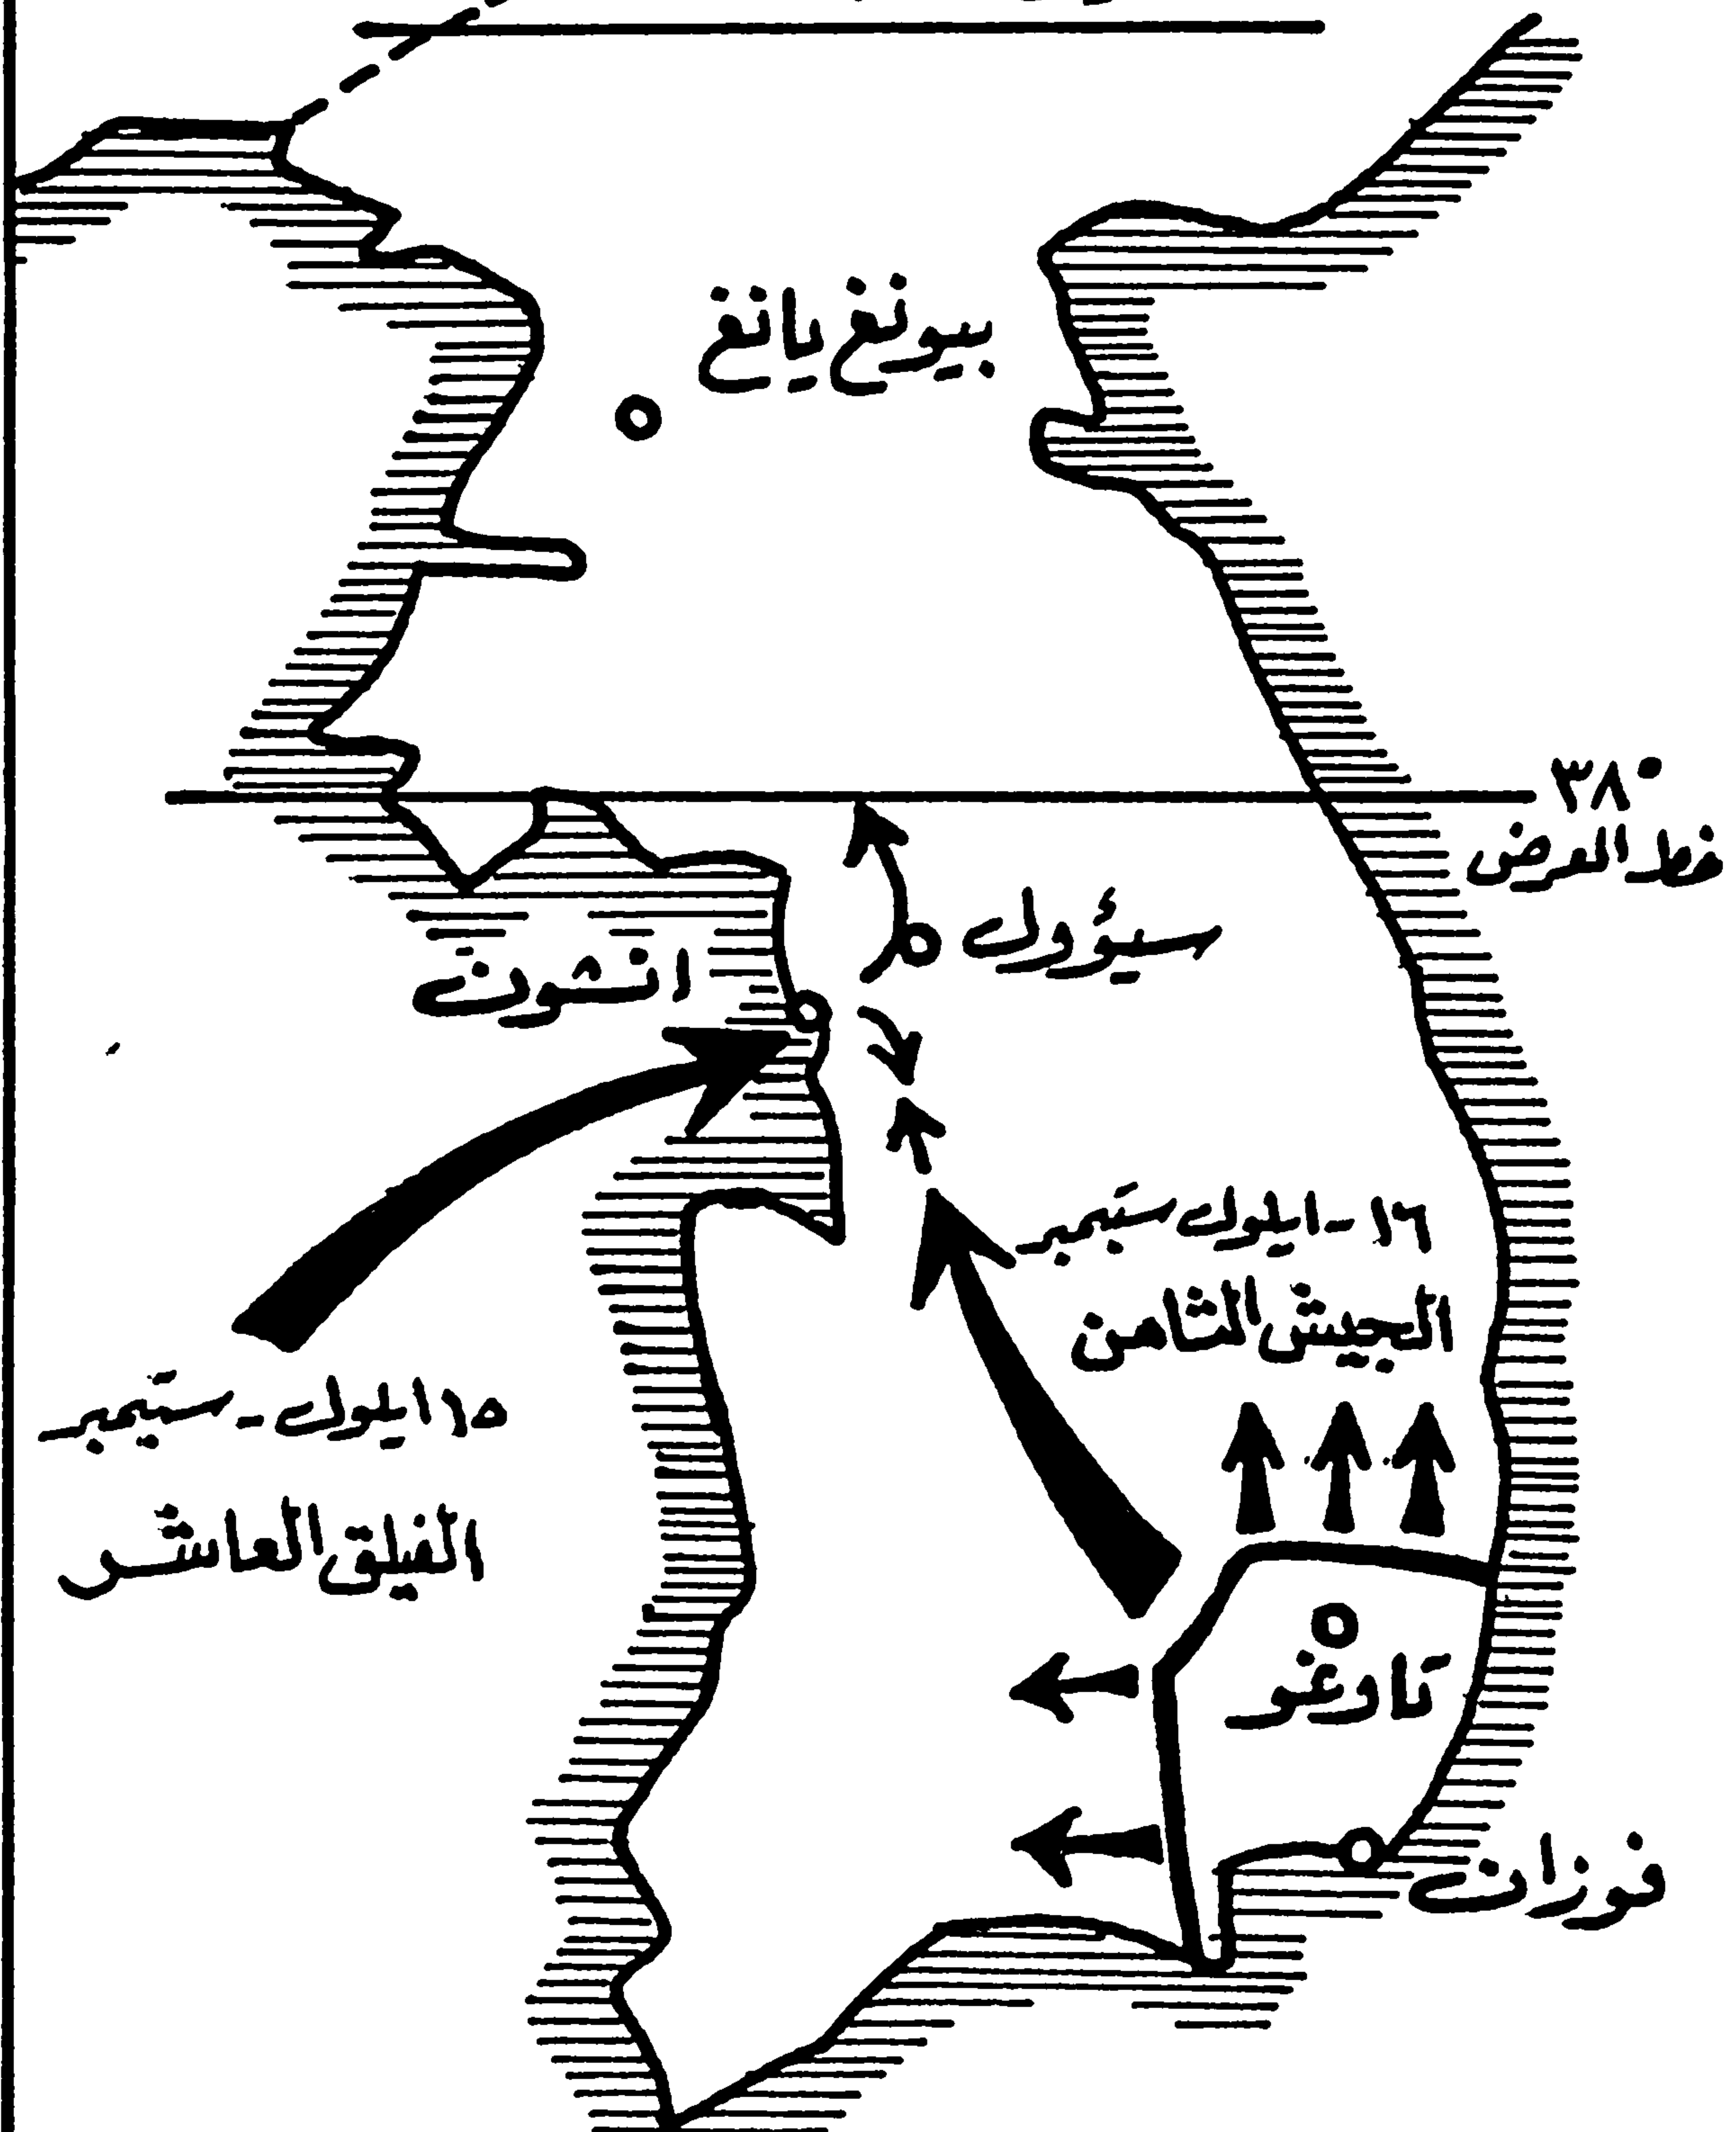 بيونغ يانغ
٣٨°
خط العرض
سيؤول
انشون
١٦ - ايلول سبتمبر
الجيش الثامن
١٥ ايلول - سبتمبر
الفيلق العاشر
تاوغو
فوزان